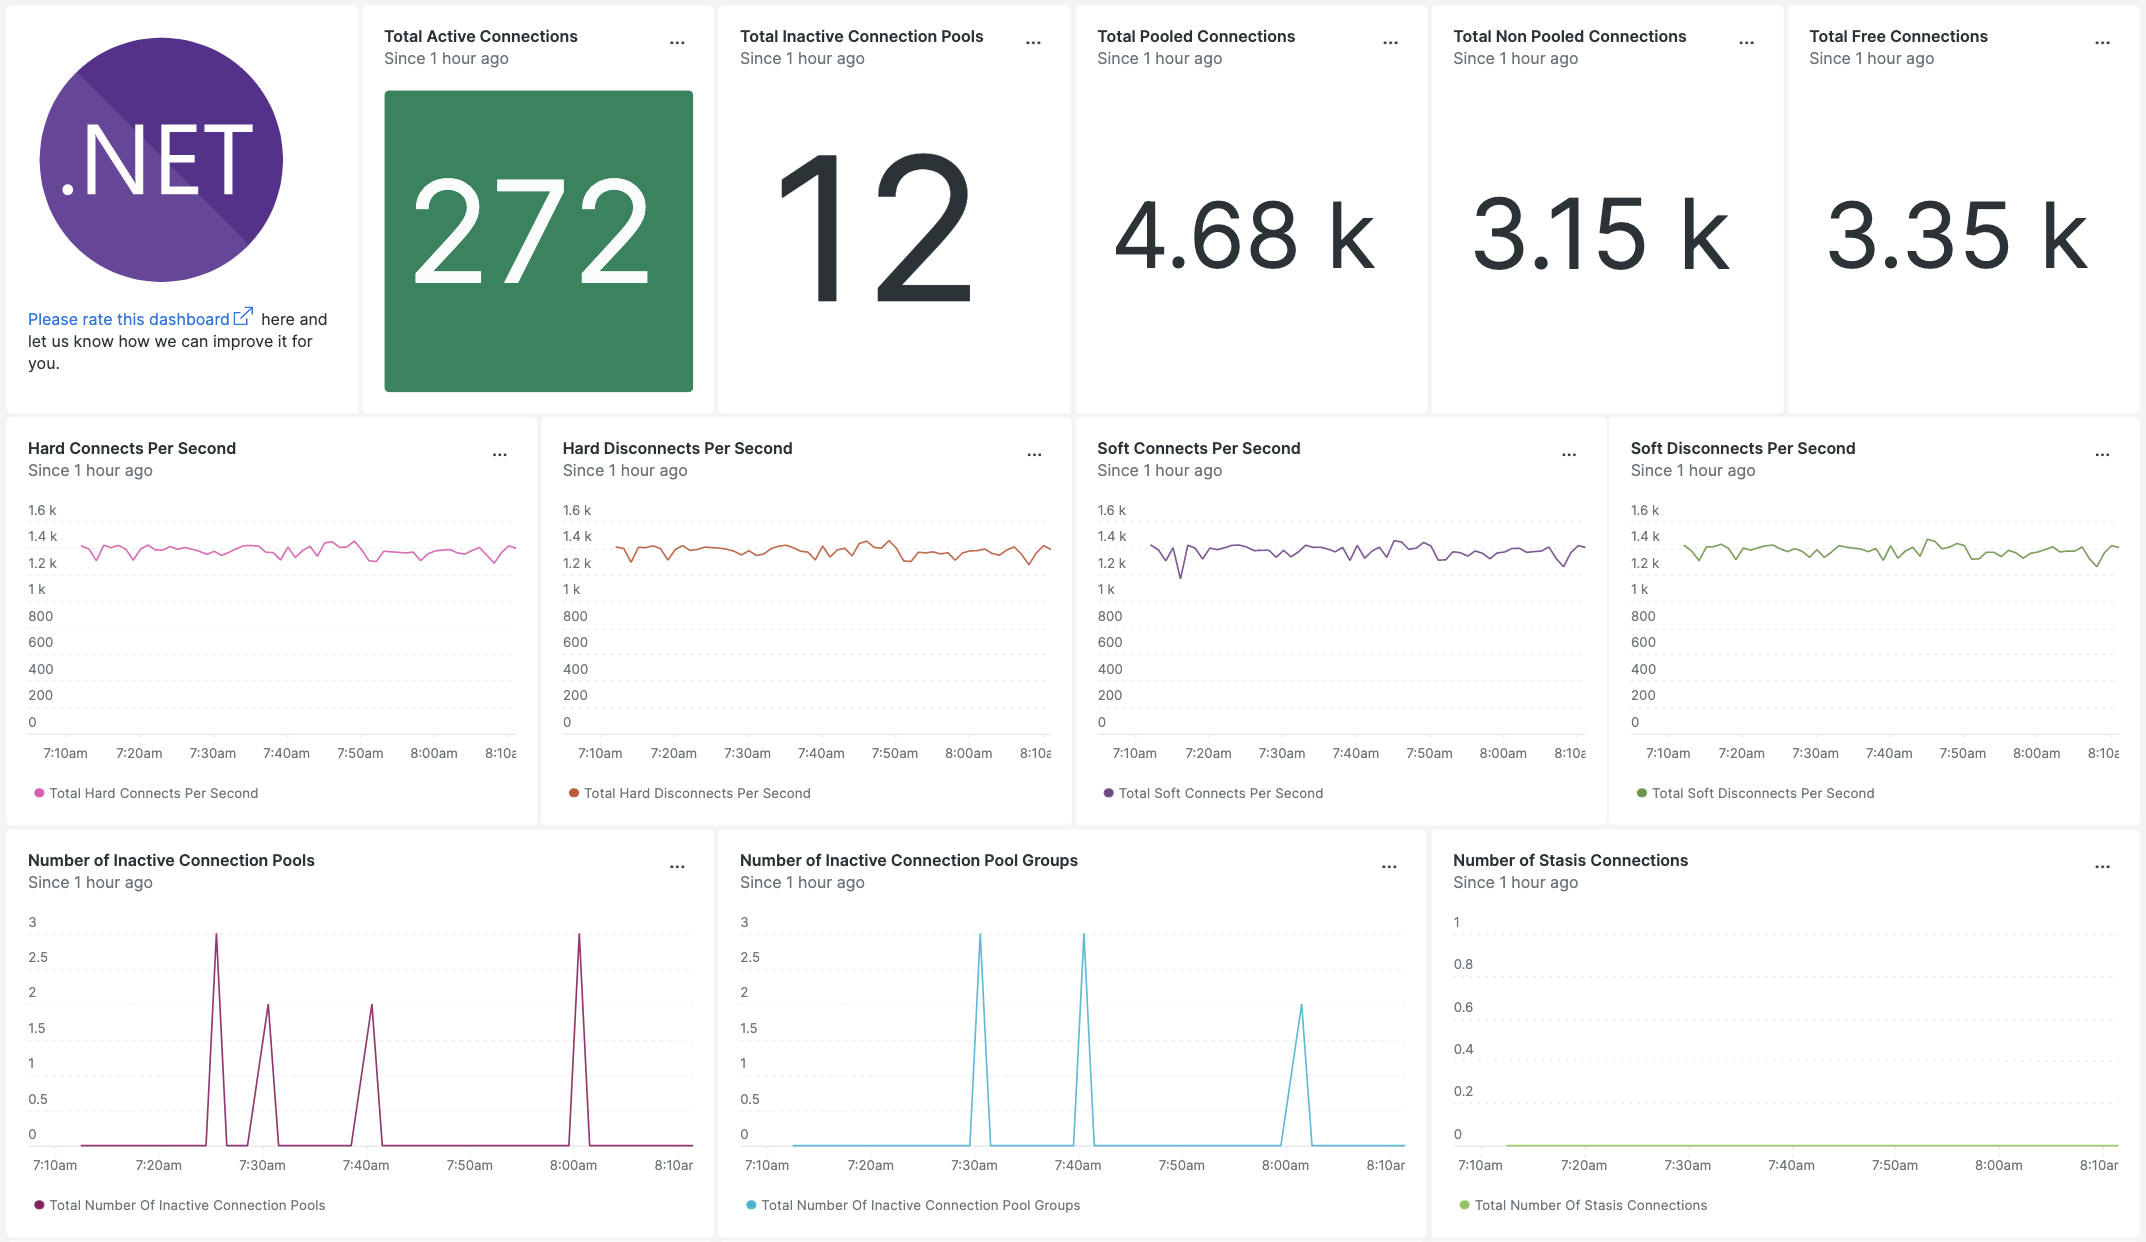 .NET
Please rate this dashboard here and
let us know how we can improve it for
you.
Total Active Connections
Since 1 hour ago
272
Total Inactive Connection Pools
Since 1 hour ago
12
Total Pooled Connections
Since 1 hour ago
4.68 k
Total Non Pooled Connections
Since 1 hour ago
3.15 k
Total Free Connections
Since 1 hour ago
3.35 k
Hard Connects Per Second
Since 1 hour ago
1.6 k
1.4 k
1.2 k
1 k
800
600
400
200
0
7:10am 7:20am 7:30am 7:40am 7:50am 8:00am 8:10a
Total Hard Connects Per Second
Hard Disconnects Per Second
Since 1 hour ago
1.6 k
1.4 k
1.2 k
1 k
800
600
400
200
0
7:10am 7:20am 7:30am 7:40am 7:50am 8:00am 8:10a
Total Hard Disconnects Per Second
Soft Connects Per Second
Since 1 hour ago
1.6 k
1.4 k
1.2 k
1 k
800
600
400
200
0
7:10am 7:20am 7:30am 7:40am 7:50am 8:00am 8:10a
Total Soft Connects Per Second
Soft Disconnects Per Second
Since 1 hour ago
1.6 k
1.4 k
1.2 k
1 k
800
600
400
200
0
7:10am 7:20am 7:30am 7:40am 7:50am 8:00am 8:10a
Total Soft Disconnects Per Second
Number of Inactive Connection Pools
Since 1 hour ago
3
2.5
2
1.5
1
0.5
0
7:10am 7:20am 7:30am 7:40am 7:50am 8:00am 8:10ar
Total Number Of Inactive Connection Pools
Number of Inactive Connection Pool Groups
Since 1 hour ago
3
2.5
2
1.5
1
0.5
0
7:10am 7:20am 7:30am 7:40am 7:50am 8:00am 8:10ar
Total Number Of Inactive Connection Pool Groups
Number of Stasis Connections
Since 1 hour ago
1
0.8
0.6
0.4
0.2
0
7:10am 7:20am 7:30am 7:40am 7:50am 8:00am 8:10ar
Total Number Of Stasis Connections